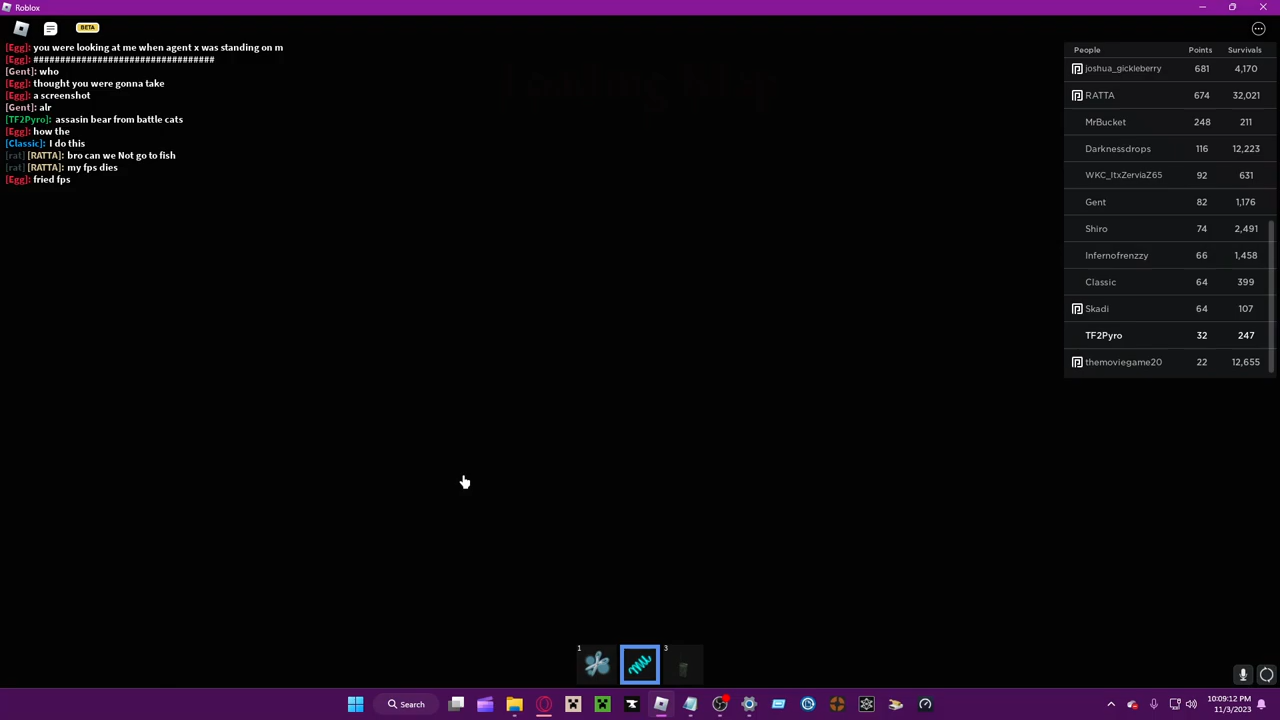 Roblox
BETA
[Egg]: you were looking at me when agent x was standing on m
[Egg]: ##################################
[Gent]: who
[Egg]: thought you were gonna take
[Egg]: a screenshot
[Gent]: alr
[TF2Pyro]: assasin bear from battle cats
[Egg]: how the
[Classic]: I do this
[rat] [RATTA]: bro can we Not go to fish
[rat] [RATTA]: my fps dies
[Egg]: fried fps
People Points Survivals
joshua_gickleberry 681 4,170
RATTA 674 32,021
MrBucket 248 211
Darknessdrops 116 12,223
WKC_ItxZerviaZ65 92 631
Gent 82 1,176
Shiro 74 2,491
Infernofrenzzy 66 1,458
Classic 64 399
Skadi 64 107
TF2Pyro 32 247
themoviegame20 22 12,655
1 3
Search
10:09:12 PM
11/3/2023